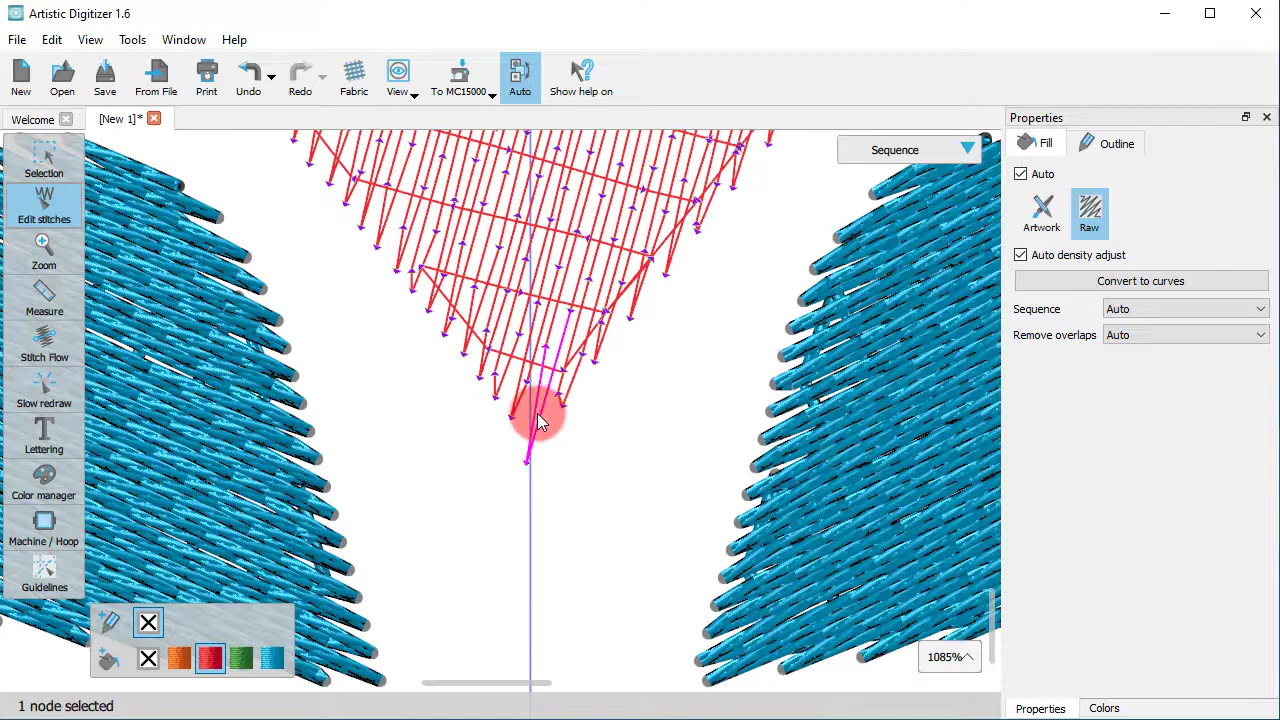 Artistic Digitizer 1.6
File Edit View Tools Window Help
New Open Save From File Print Undo Redo Fabric View To MC15000 Auto Show help on
Welcome [New 1]*
Properties
Fill Outline
Auto
Artwork Raw
Auto density adjust
Convert to curves
Sequence Auto
Remove overlaps Auto
Sequence
Selection
Edit stitches
Zoom
Measure
Stitch Flow
Slow redraw
Lettering
Color manager
Machine / Hoop
Guidelines
1085%
1 node selected
Properties Colors